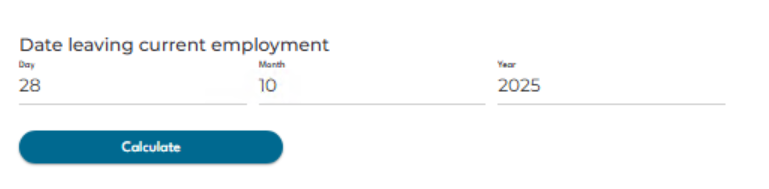 Date leaving current employment
Day Month Year
28 10 2025
Calculate